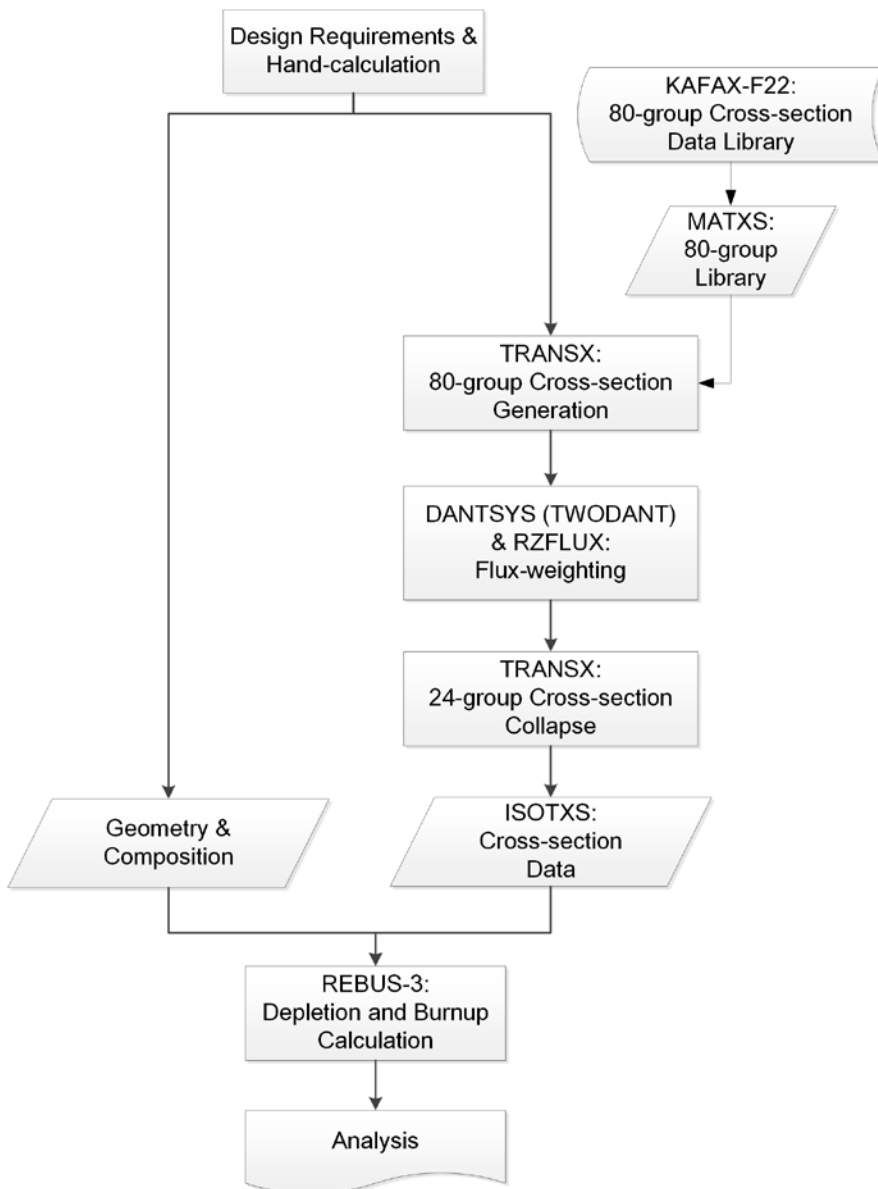 Design Requirements &
Hand-calculation
KAFAX-F22:
80-group Cross-section
Data Library
MATXS:
80-group
Library
TRANSX:
80-group Cross-section
Generation
DANTSYS (TWODANT)
& RZFLUX:
Flux-weighting
TRANSX:
24-group Cross-section
Collapse
Geometry &
Composition
ISOTXS:
Cross-section
Data
REBUS-3:
Depletion and Burnup
Calculation
Analysis